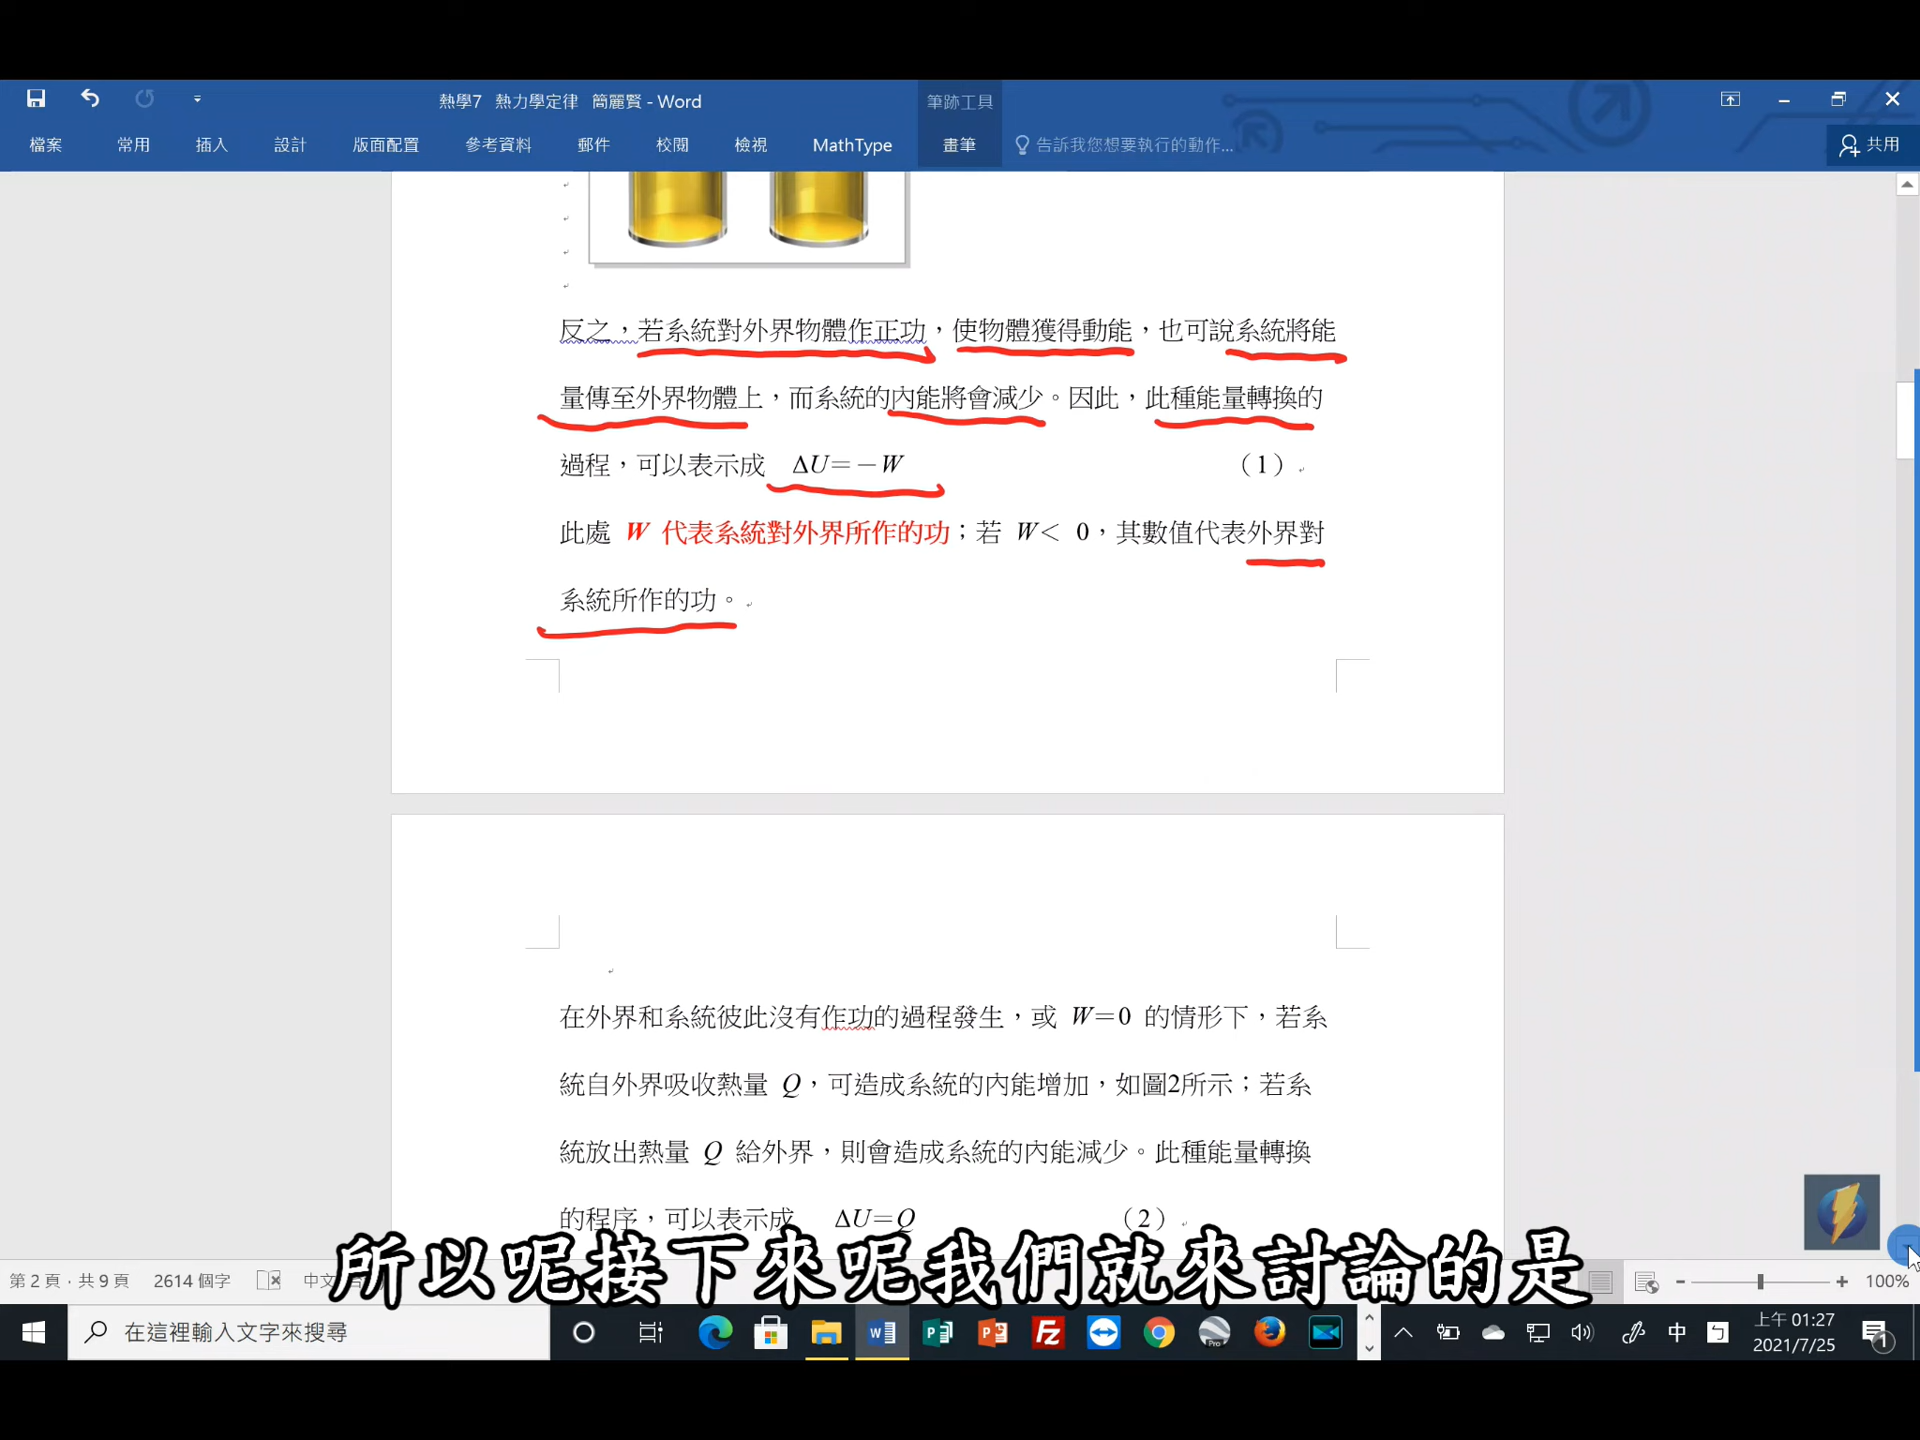 熱學7 熱力學定律 簡麗賢 - Word
筆跡工具
檔案 常用 插入 設計 版面配置 參考資料 郵件 校閱 檢視 MathType 畫筆 告訴我您想要執行的動作... 共用
反之，若系統對外界物體作正功，使物體獲得動能，也可說系統將能
量傳至外界物體上，而系統的內能將會減少。因此，此種能量轉換的
過程，可以表示成 ΔU=－W （1）
此處 W 代表系統對外界所作的功；若 W＜ 0，其數值代表外界對
系統所作的功。
在外界和系統彼此沒有作功的過程發生，或 W=0 的情形下，若系
統自外界吸收熱量 Q，可造成系統的內能增加，如圖2所示；若系
統放出熱量 Q 給外界，則會造成系統的內能減少。此種能量轉換
的程序，可以表示成 ΔU=Q （2）
所以呢接下來呢我們就來討論的是
第 2 頁，共 9 頁 2614 個字 中文 100%
在這裡輸入文字來搜尋
Pro
中
ㄅ
上午 01:27
2021/7/25
1